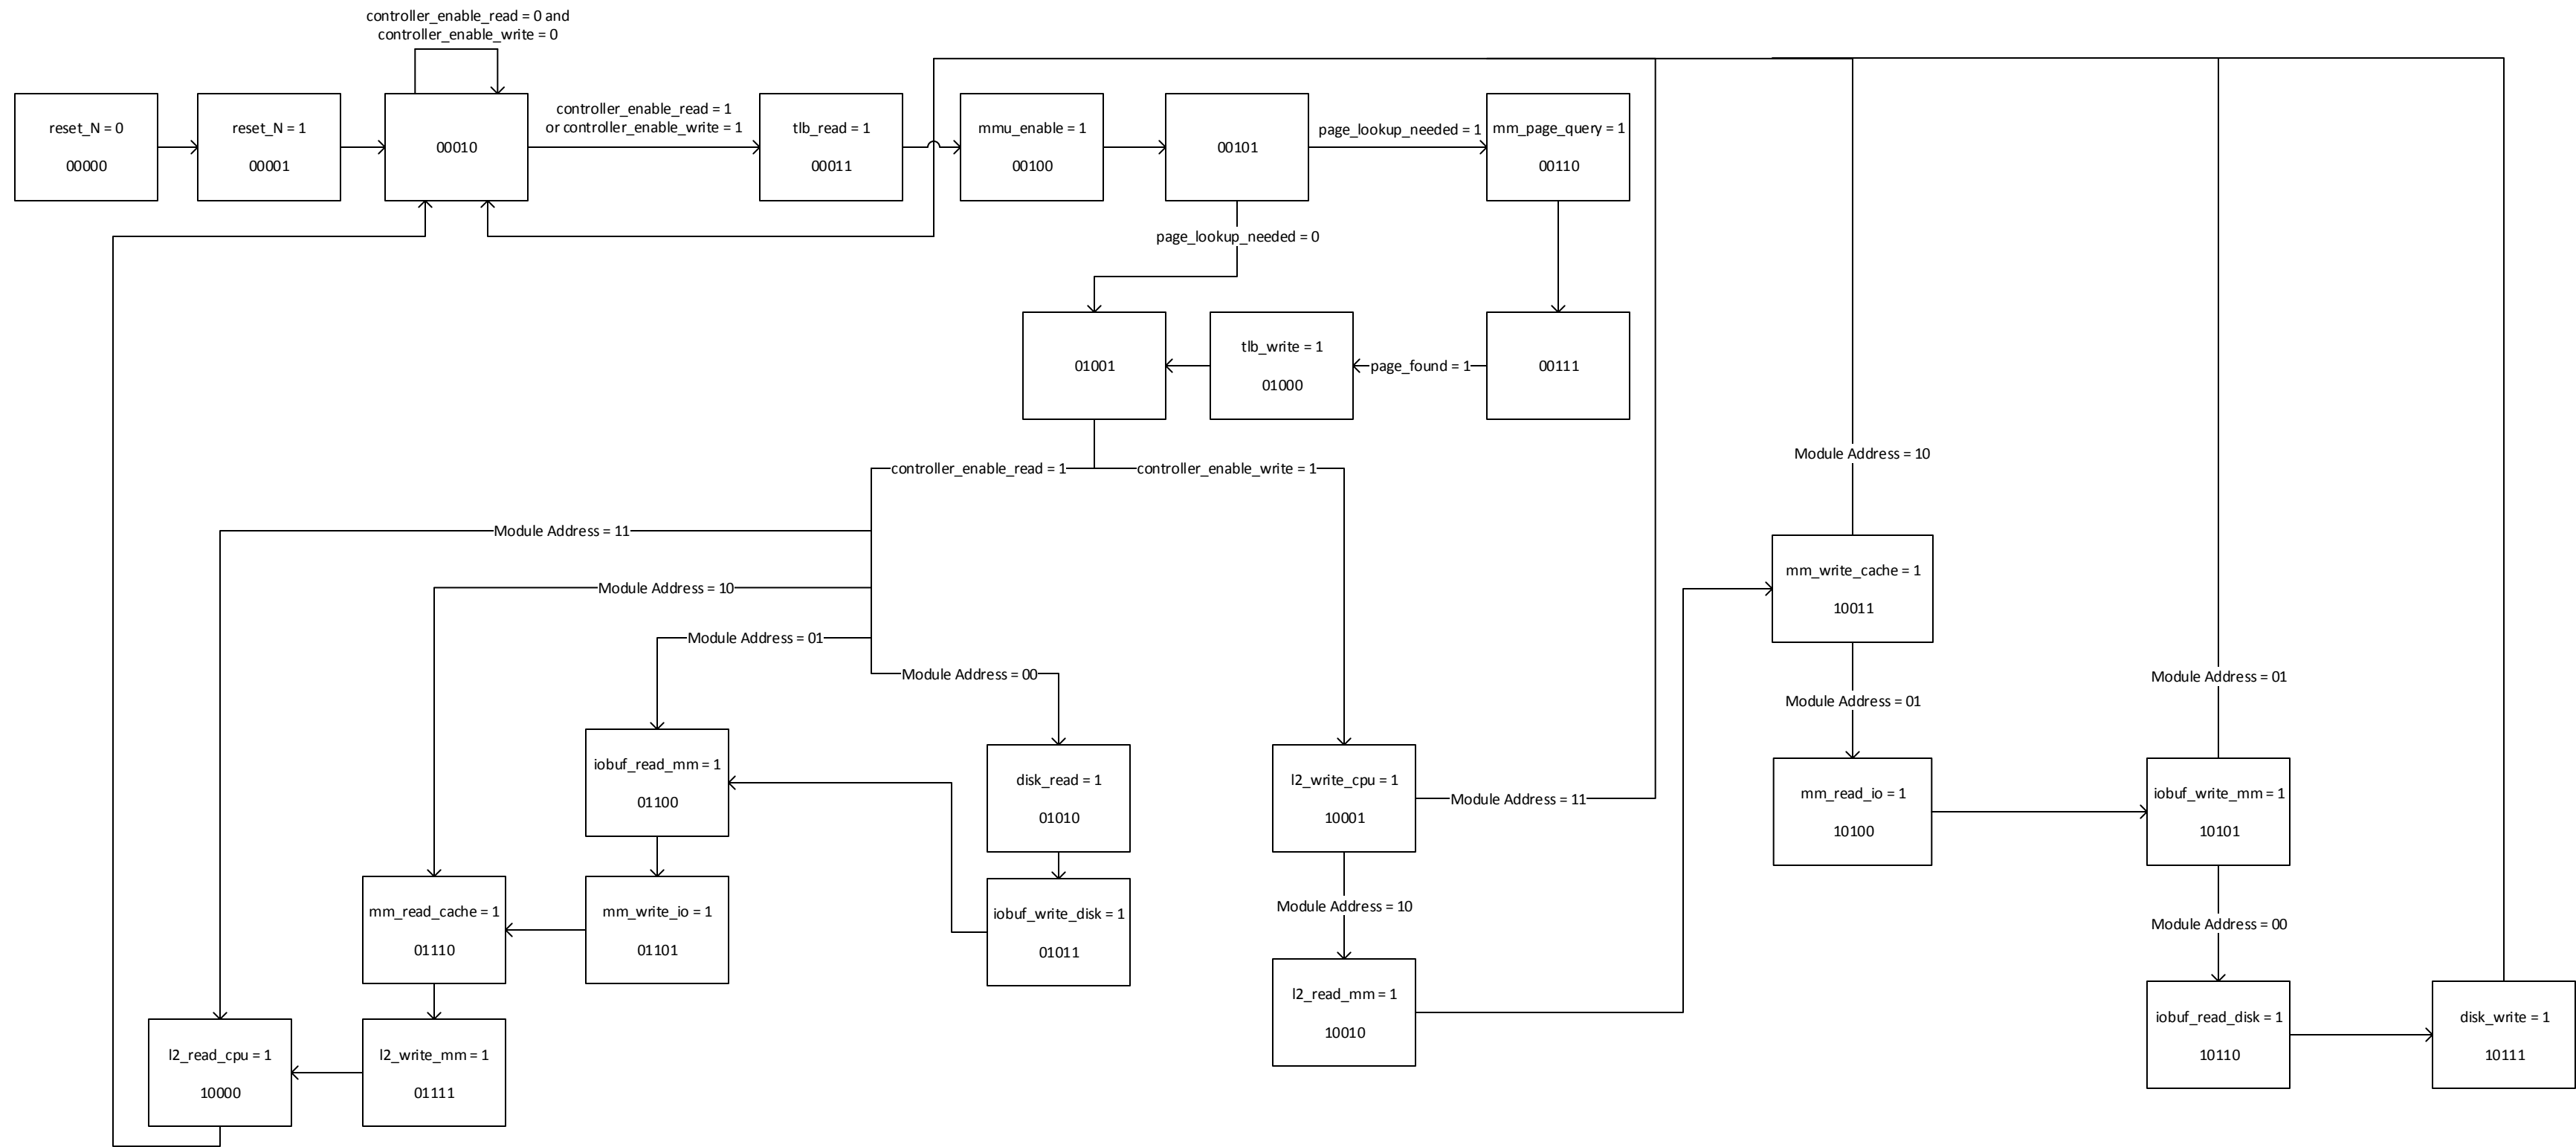 controller_enable_read = 0 and
controller_enable_write = 0
reset_N = 0
00000
reset_N = 1
00001
00010
controller_enable_read = 1
or controller_enable_write = 1
tlb_read = 1
00011
mmu_enable = 1
00100
00101
page_lookup_needed = 1
mm_page_query = 1
00110
page_lookup_needed = 0
01001
tlb_write = 1
01000
page_found = 1
00111
controller_enable_read = 1
controller_enable_write = 1
Module Address = 11
Module Address = 10
Module Address = 01
Module Address = 00
iobuf_read_mm = 1
01100
disk_read = 1
01010
mm_read_cache = 1
01110
mm_write_io = 1
01101
iobuf_write_disk = 1
01011
l2_read_cpu = 1
10000
l2_write_mm = 1
01111
l2_write_cpu = 1
10001
Module Address = 11
Module Address = 10
l2_read_mm = 1
10010
Module Address = 10
mm_write_cache = 1
10011
Module Address = 01
mm_read_io = 1
10100
Module Address = 01
iobuf_write_mm = 1
10101
Module Address = 00
iobuf_read_disk = 1
10110
disk_write = 1
10111